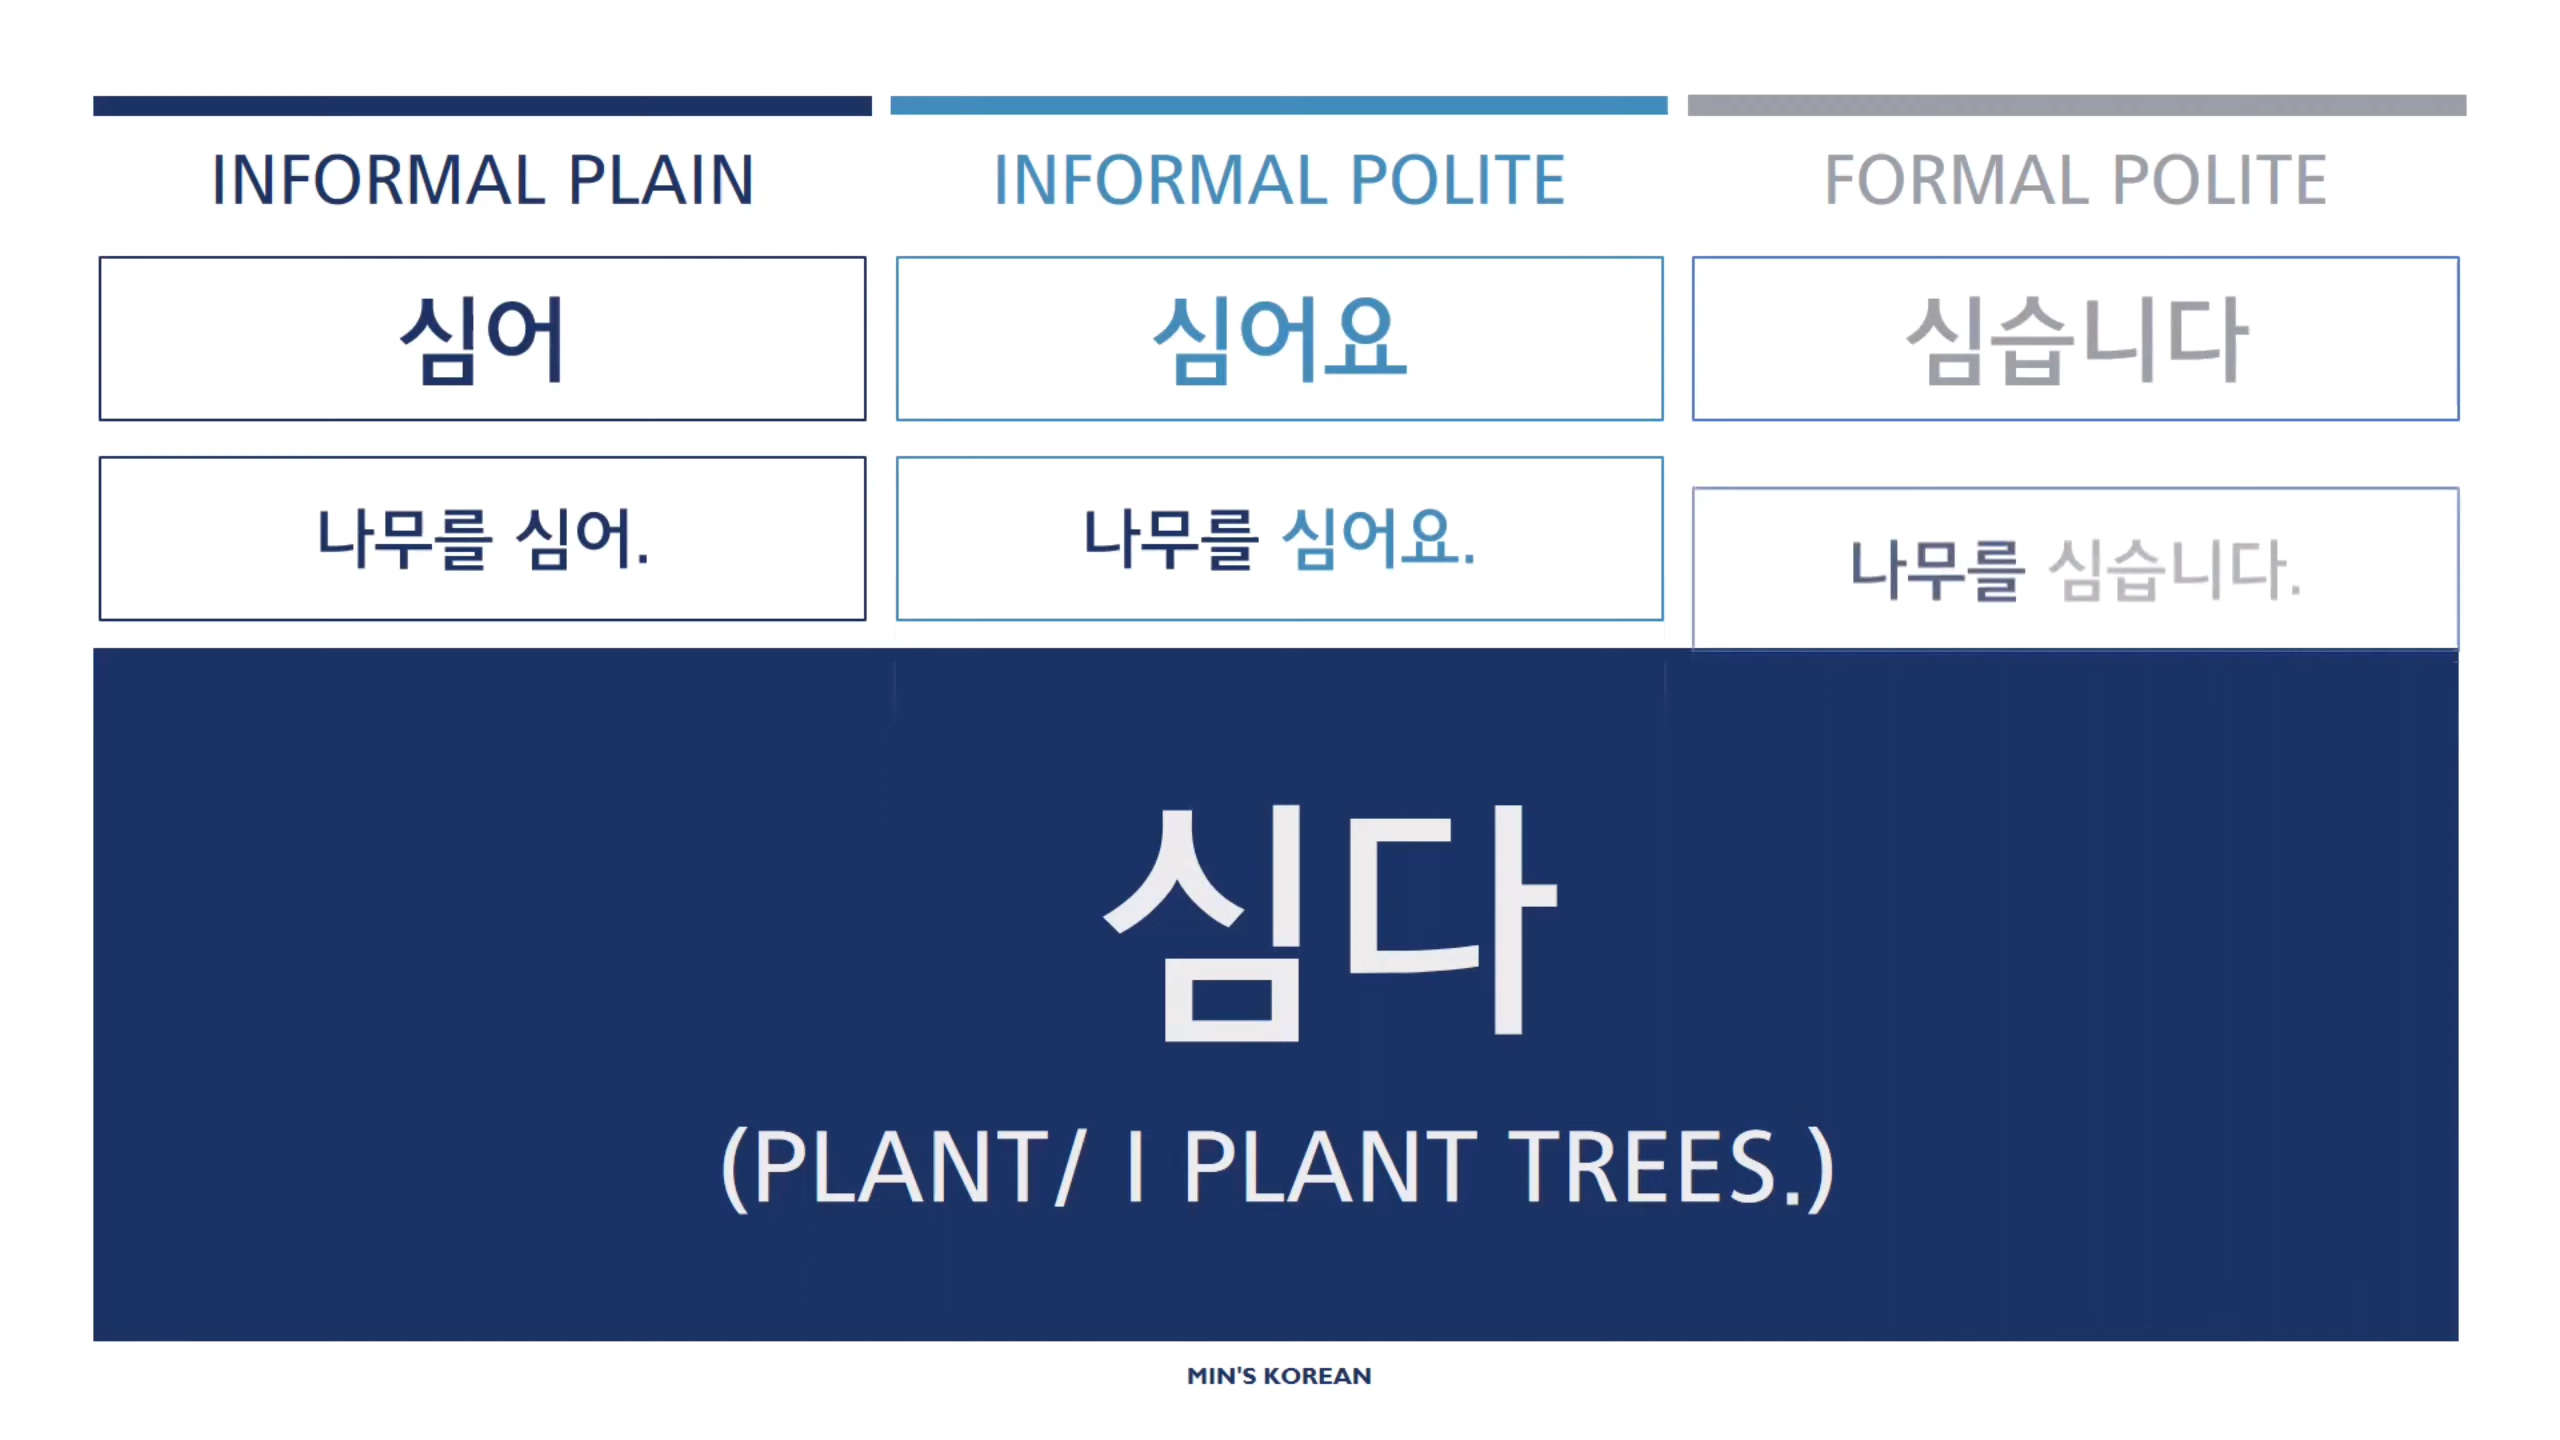 INFORMAL PLAIN
INFORMAL POLITE
FORMAL POLITE
심어
심어요
심습니다
나무를 심어.
나무를 심어요.
나무를 심습니다.
심다
(PLANT/ I PLANT TREES.)
MIN'S KOREAN